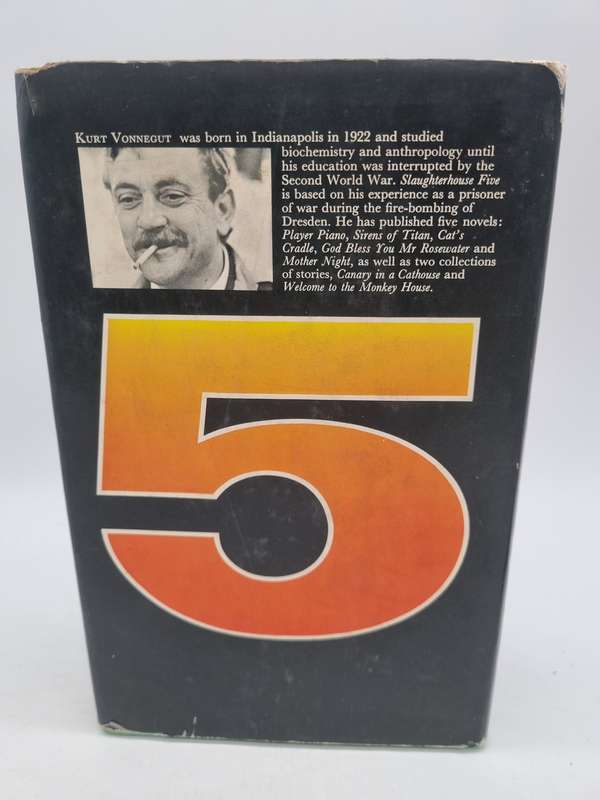 KURT VONNEGUT was born in Indianapolis in 1922 and studied
biochemistry and anthropology until
his education was interrupted by the
Second World War. Slaughterhouse Five
is based on his experience as a prisoner
of war during the fire-bombing of
Dresden. He has published five novels:
Player Piano, Sirens of Titan, Cat's
Cradle, God Bless You Mr Rosewater and
Mother Night, as well as two collections
of stories, Canary in a Cathouse and
Welcome to the Monkey House.
5